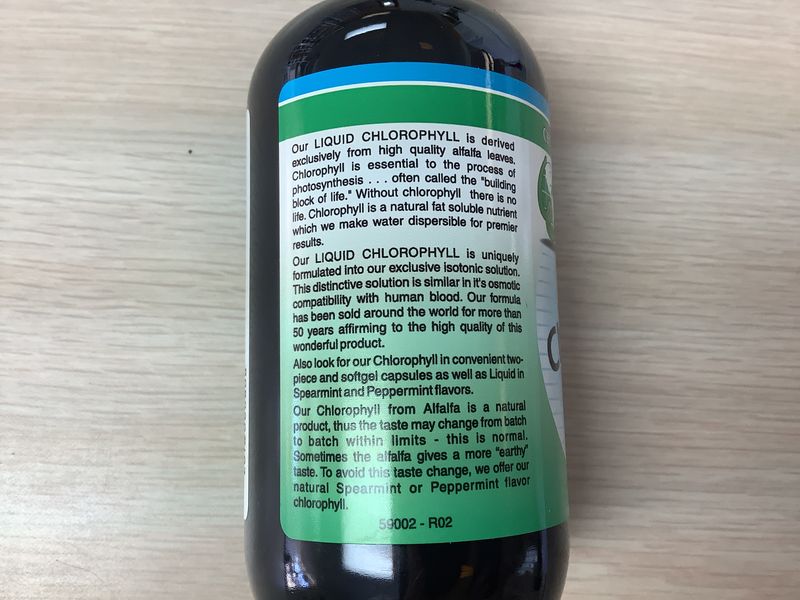 Our LIQUID CHLOROPHYLL is derived
exclusively from high quality alfalfa leaves.
Chlorophyll is essential to the process of
photosynthesis . . . often called the "building
block of life." Without chlorophyll there is no
life. Chlorophyll is a natural fat soluble nutrient
which we make water dispersible for premier
results.
Our LIQUID CHLOROPHYLL is uniquely
formulated into our exclusive isotonic solution.
This distinctive solution is similar in it's osmotic
compatibility with human blood. Our formula
has been sold around the world for more than
50 years affirming to the high quality of this
wonderful product.
Also look for our Chlorophyll in convenient two-
piece and softgel capsules as well as Liquid in
Spearmint and Peppermint flavors.
Our Chlorophyll from Alfalfa is a natural
product, thus the taste may change from batch
to batch within limits - this is normal.
Sometimes the alfalfa gives a more "earthy"
taste. To avoid this taste change, we offer our
natural Spearmint or Peppermint flavor
chlorophyll.
59002 - R02